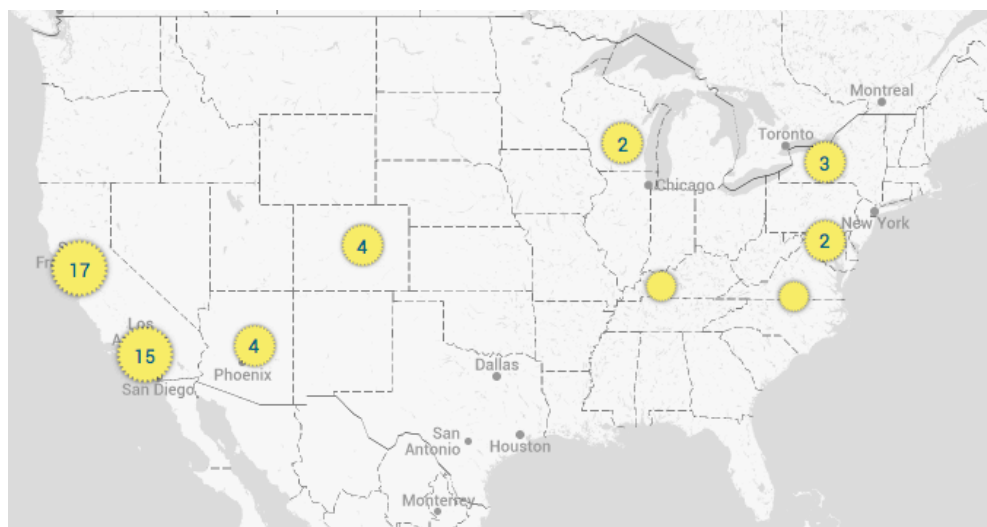 Montreal
Toronto
2
3
Chicago
New York
2
4
17
Los
15
4
San Diego
Phoenix
Dallas
San
Antonio
Houston
Monterrey